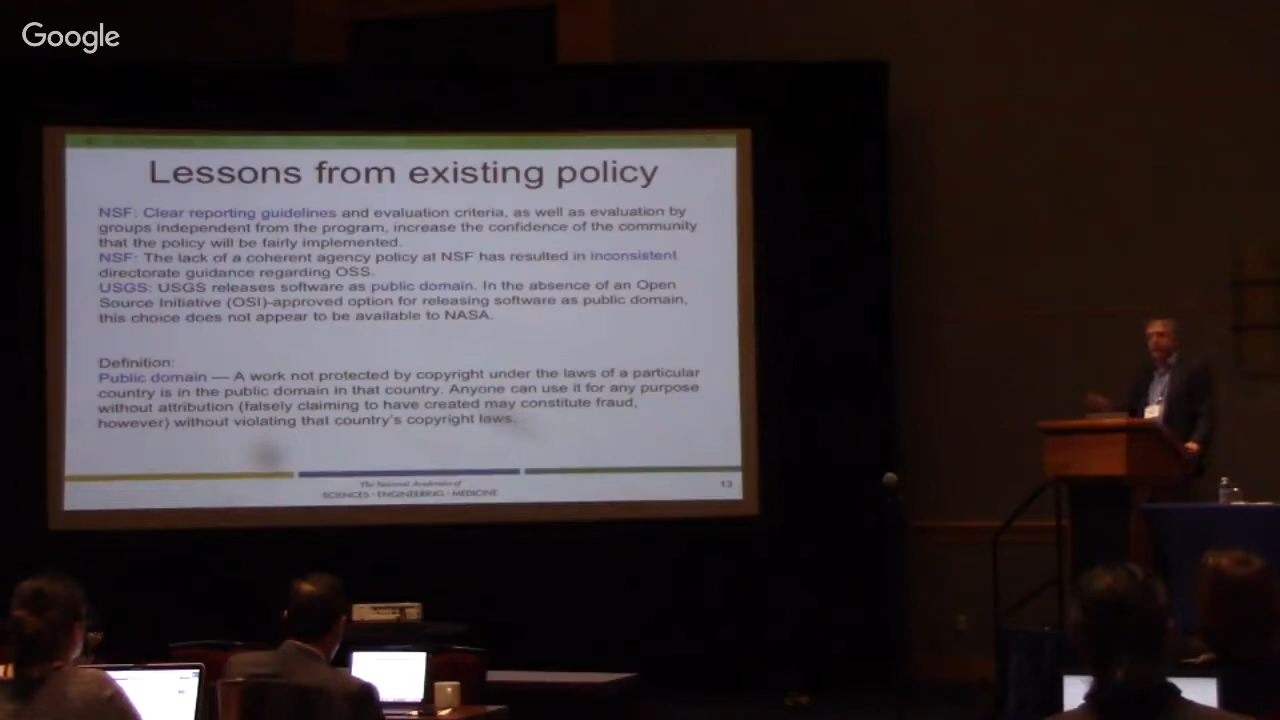 Google
Lessons from existing policy
NSF: Clear reporting guidelines and evaluation criteria, as well as evaluation by
groups independent from the program, increase the confidence of the community
that the policy will be fairly implemented.
NSF: The lack of a coherent agency policy at NSF has resulted in inconsistent
directorate guidance regarding OSS.
USGS: USGS releases software as public domain. In the absence of an Open
Source Initiative (OSI)-approved option for releasing software as public domain,
this choice does not appear to be available to NASA.
Definition:
Public domain — A work not protected by copyright under the laws of a particular
country is in the public domain in that country. Anyone can use it for any purpose
without attribution (falsely claiming to have created may constitute fraud,
however) without violating that country's copyright laws.
The National Academies of
SCIENCES · ENGINEERING · MEDICINE
13